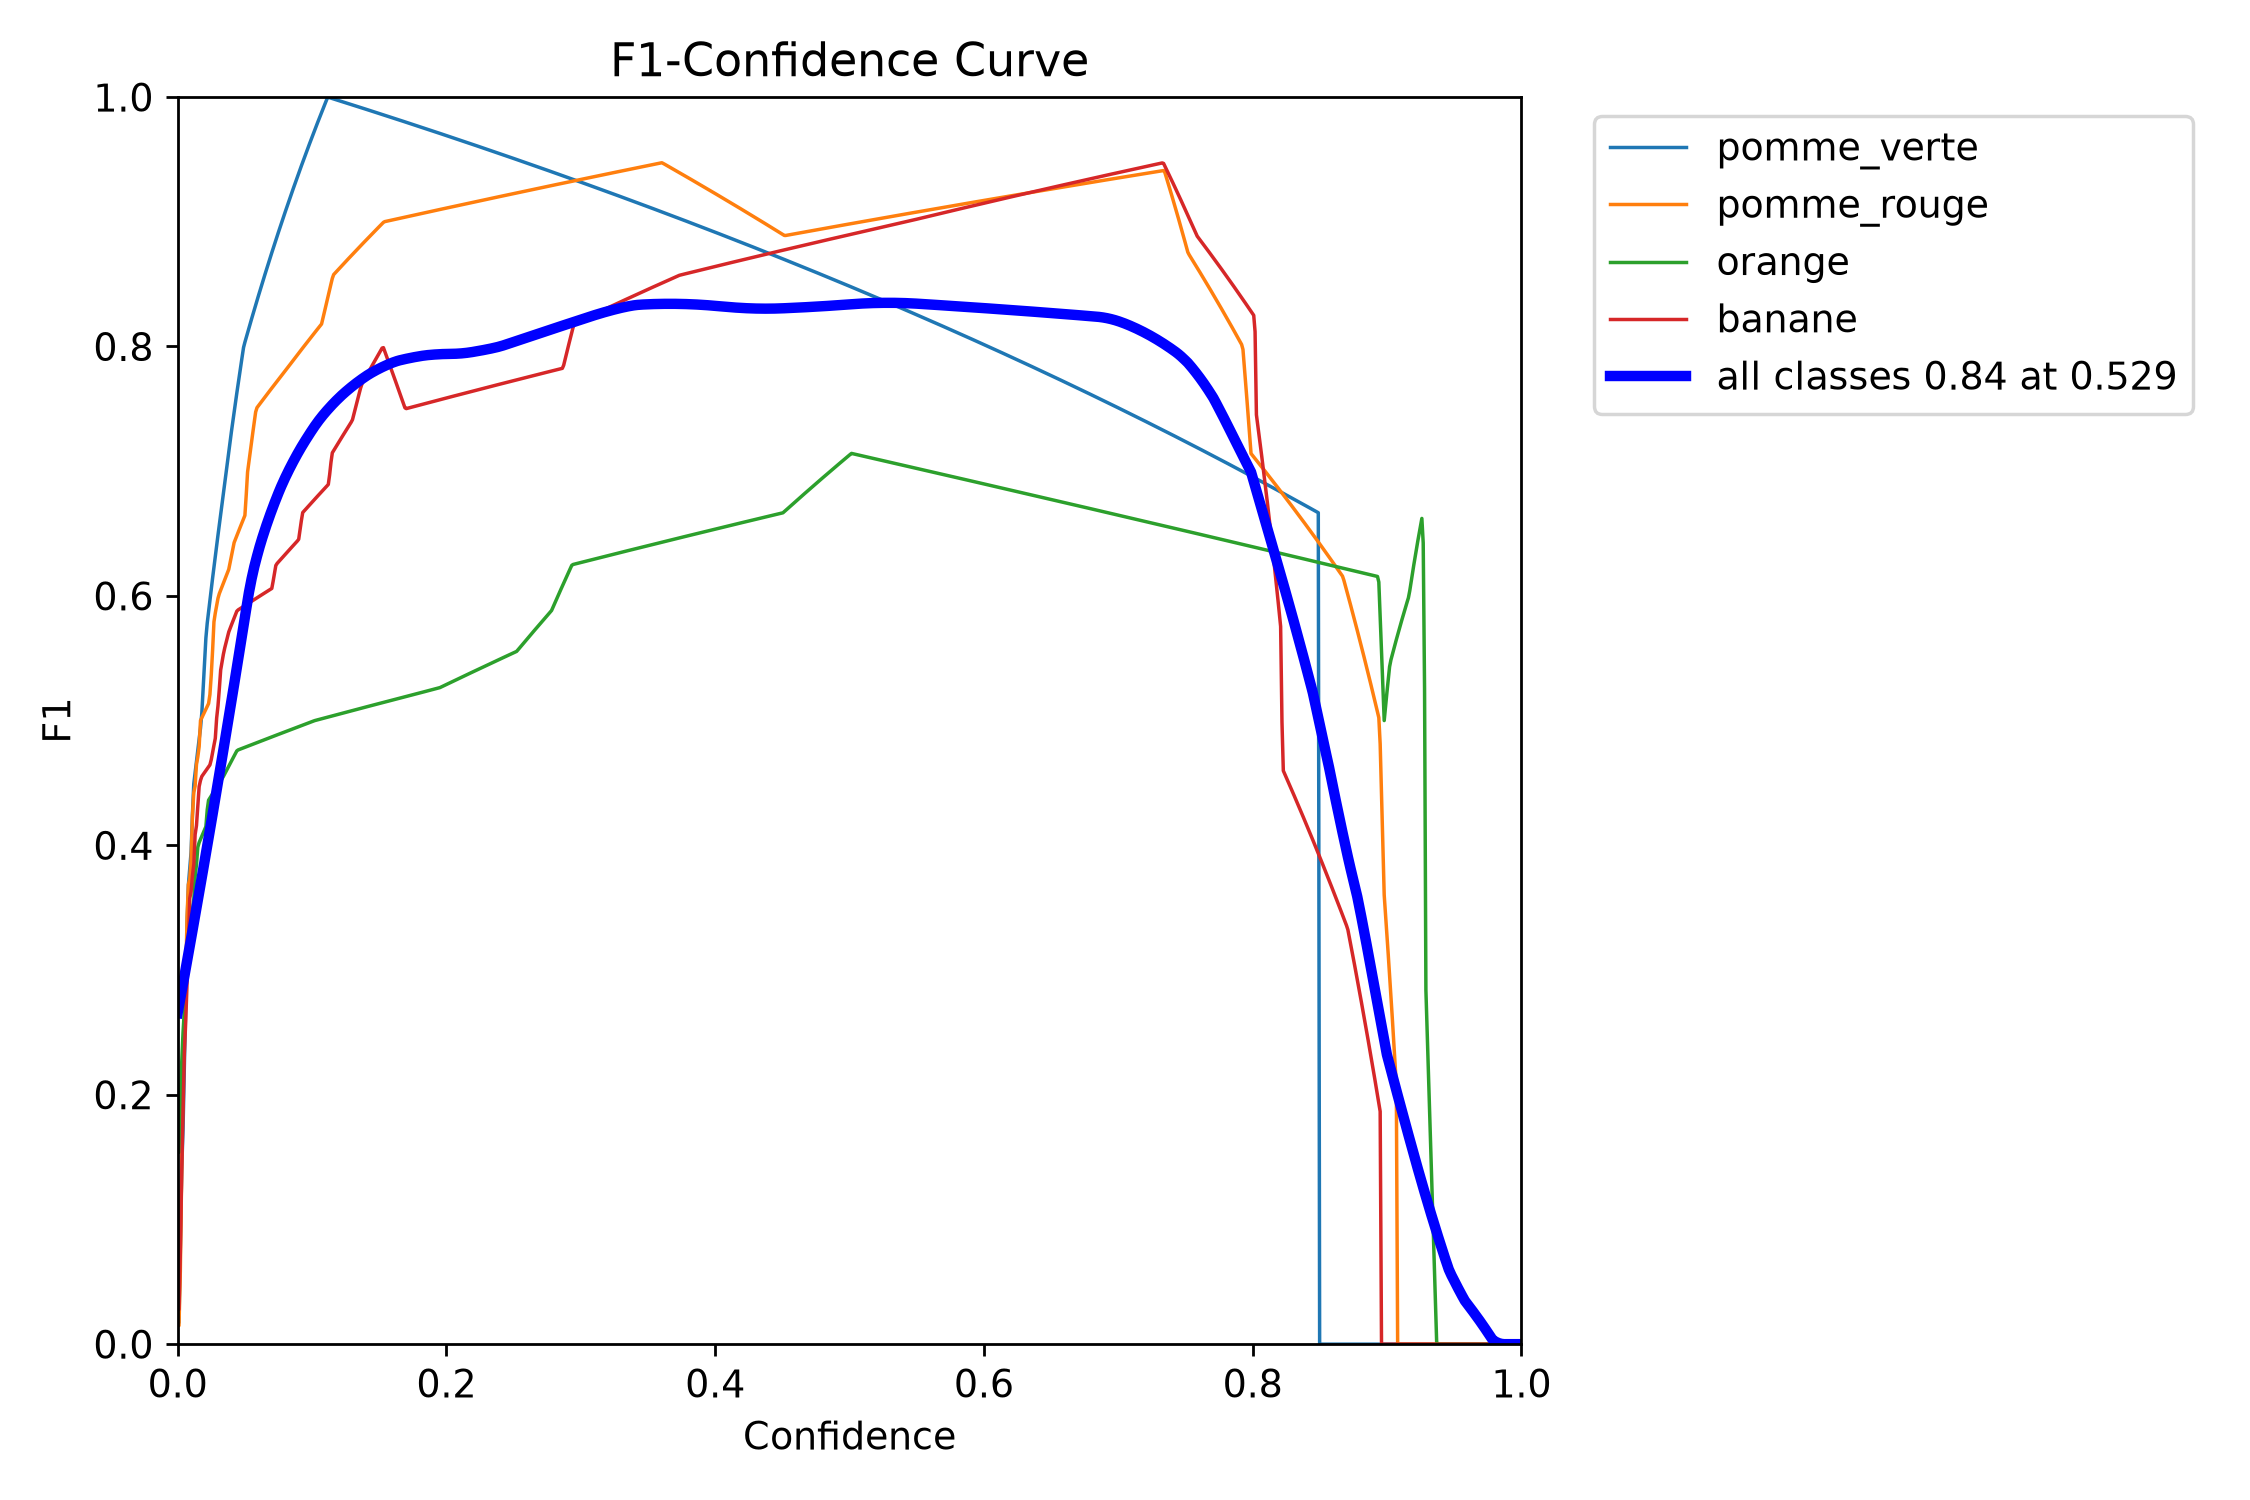 F1-Confidence Curve
1.0
0.8
0.6
0.4
0.2
0.0
F1
0.0 0.2 0.4 0.6 0.8 1.0
Confidence
pomme_verte
pomme_rouge
orange
banane
all classes 0.84 at 0.529